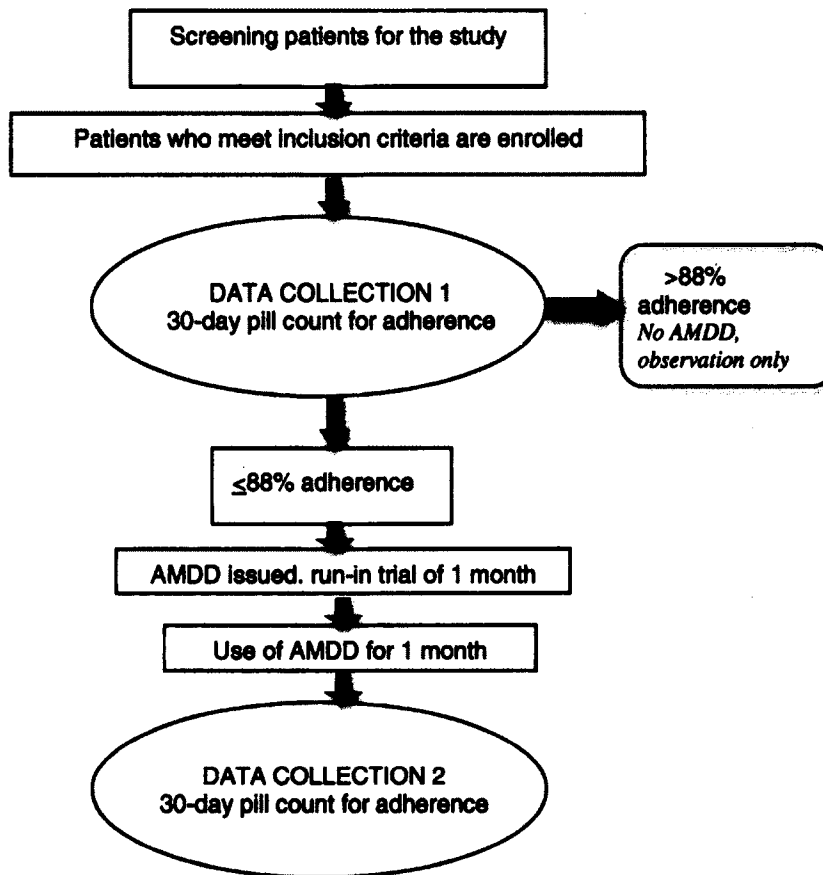 Screening patients for the study
Patients who meet inclusion criteria are enrolled
DATA COLLECTION 1
30-day pill count for adherence
>88%
adherence
No AMDD,
observation only
≤88% adherence
AMDD issued. run-in trial of 1 month
Use of AMDD for 1 month
DATA COLLECTION 2
30-day pill count for adherence